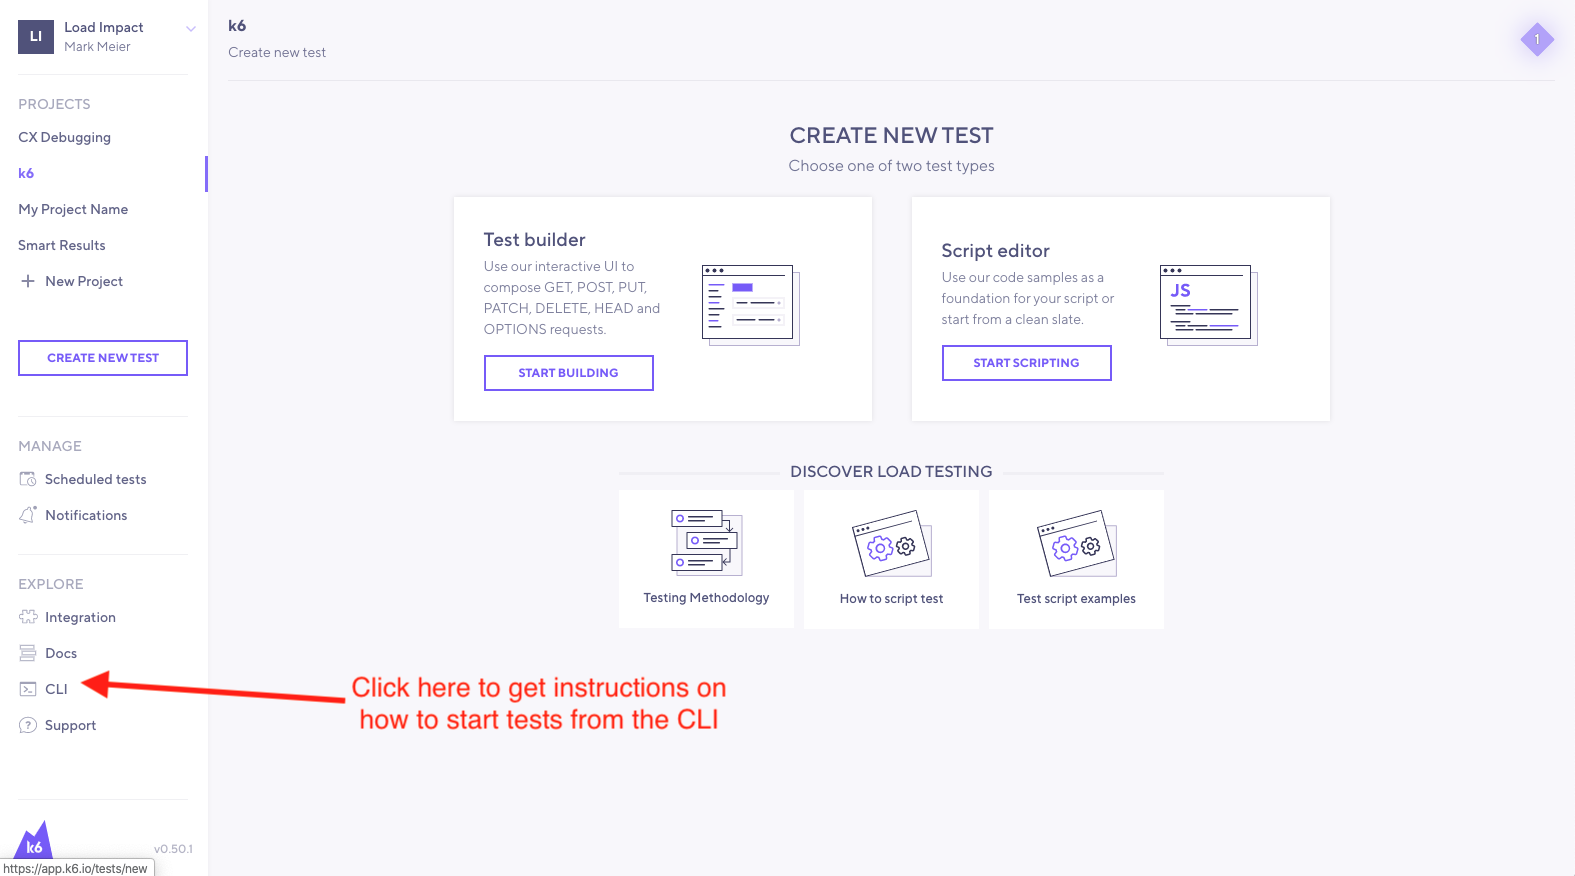 LI
Load Impact
Mark Meier
PROJECTS
CX Debugging
k6
My Project Name
Smart Results
New Project
CREATE NEW TEST
MANAGE
Scheduled tests
Notifications
EXPLORE
Integration
Docs
CLI
Support
k6
v0.50.1
https://app.k6.io/tests/new
k6
Create new test
1
CREATE NEW TEST
Choose one of two test types
Test builder
Use our interactive UI to
compose GET, POST, PUT,
PATCH, DELETE, HEAD and
OPTIONS requests.
START BUILDING
Script editor
Use our code samples as a
foundation for your script or
start from a clean slate.
START SCRIPTING
JS
DISCOVER LOAD TESTING
Testing Methodology
How to script test
Test script examples
Click here to get instructions on
how to start tests from the CLI